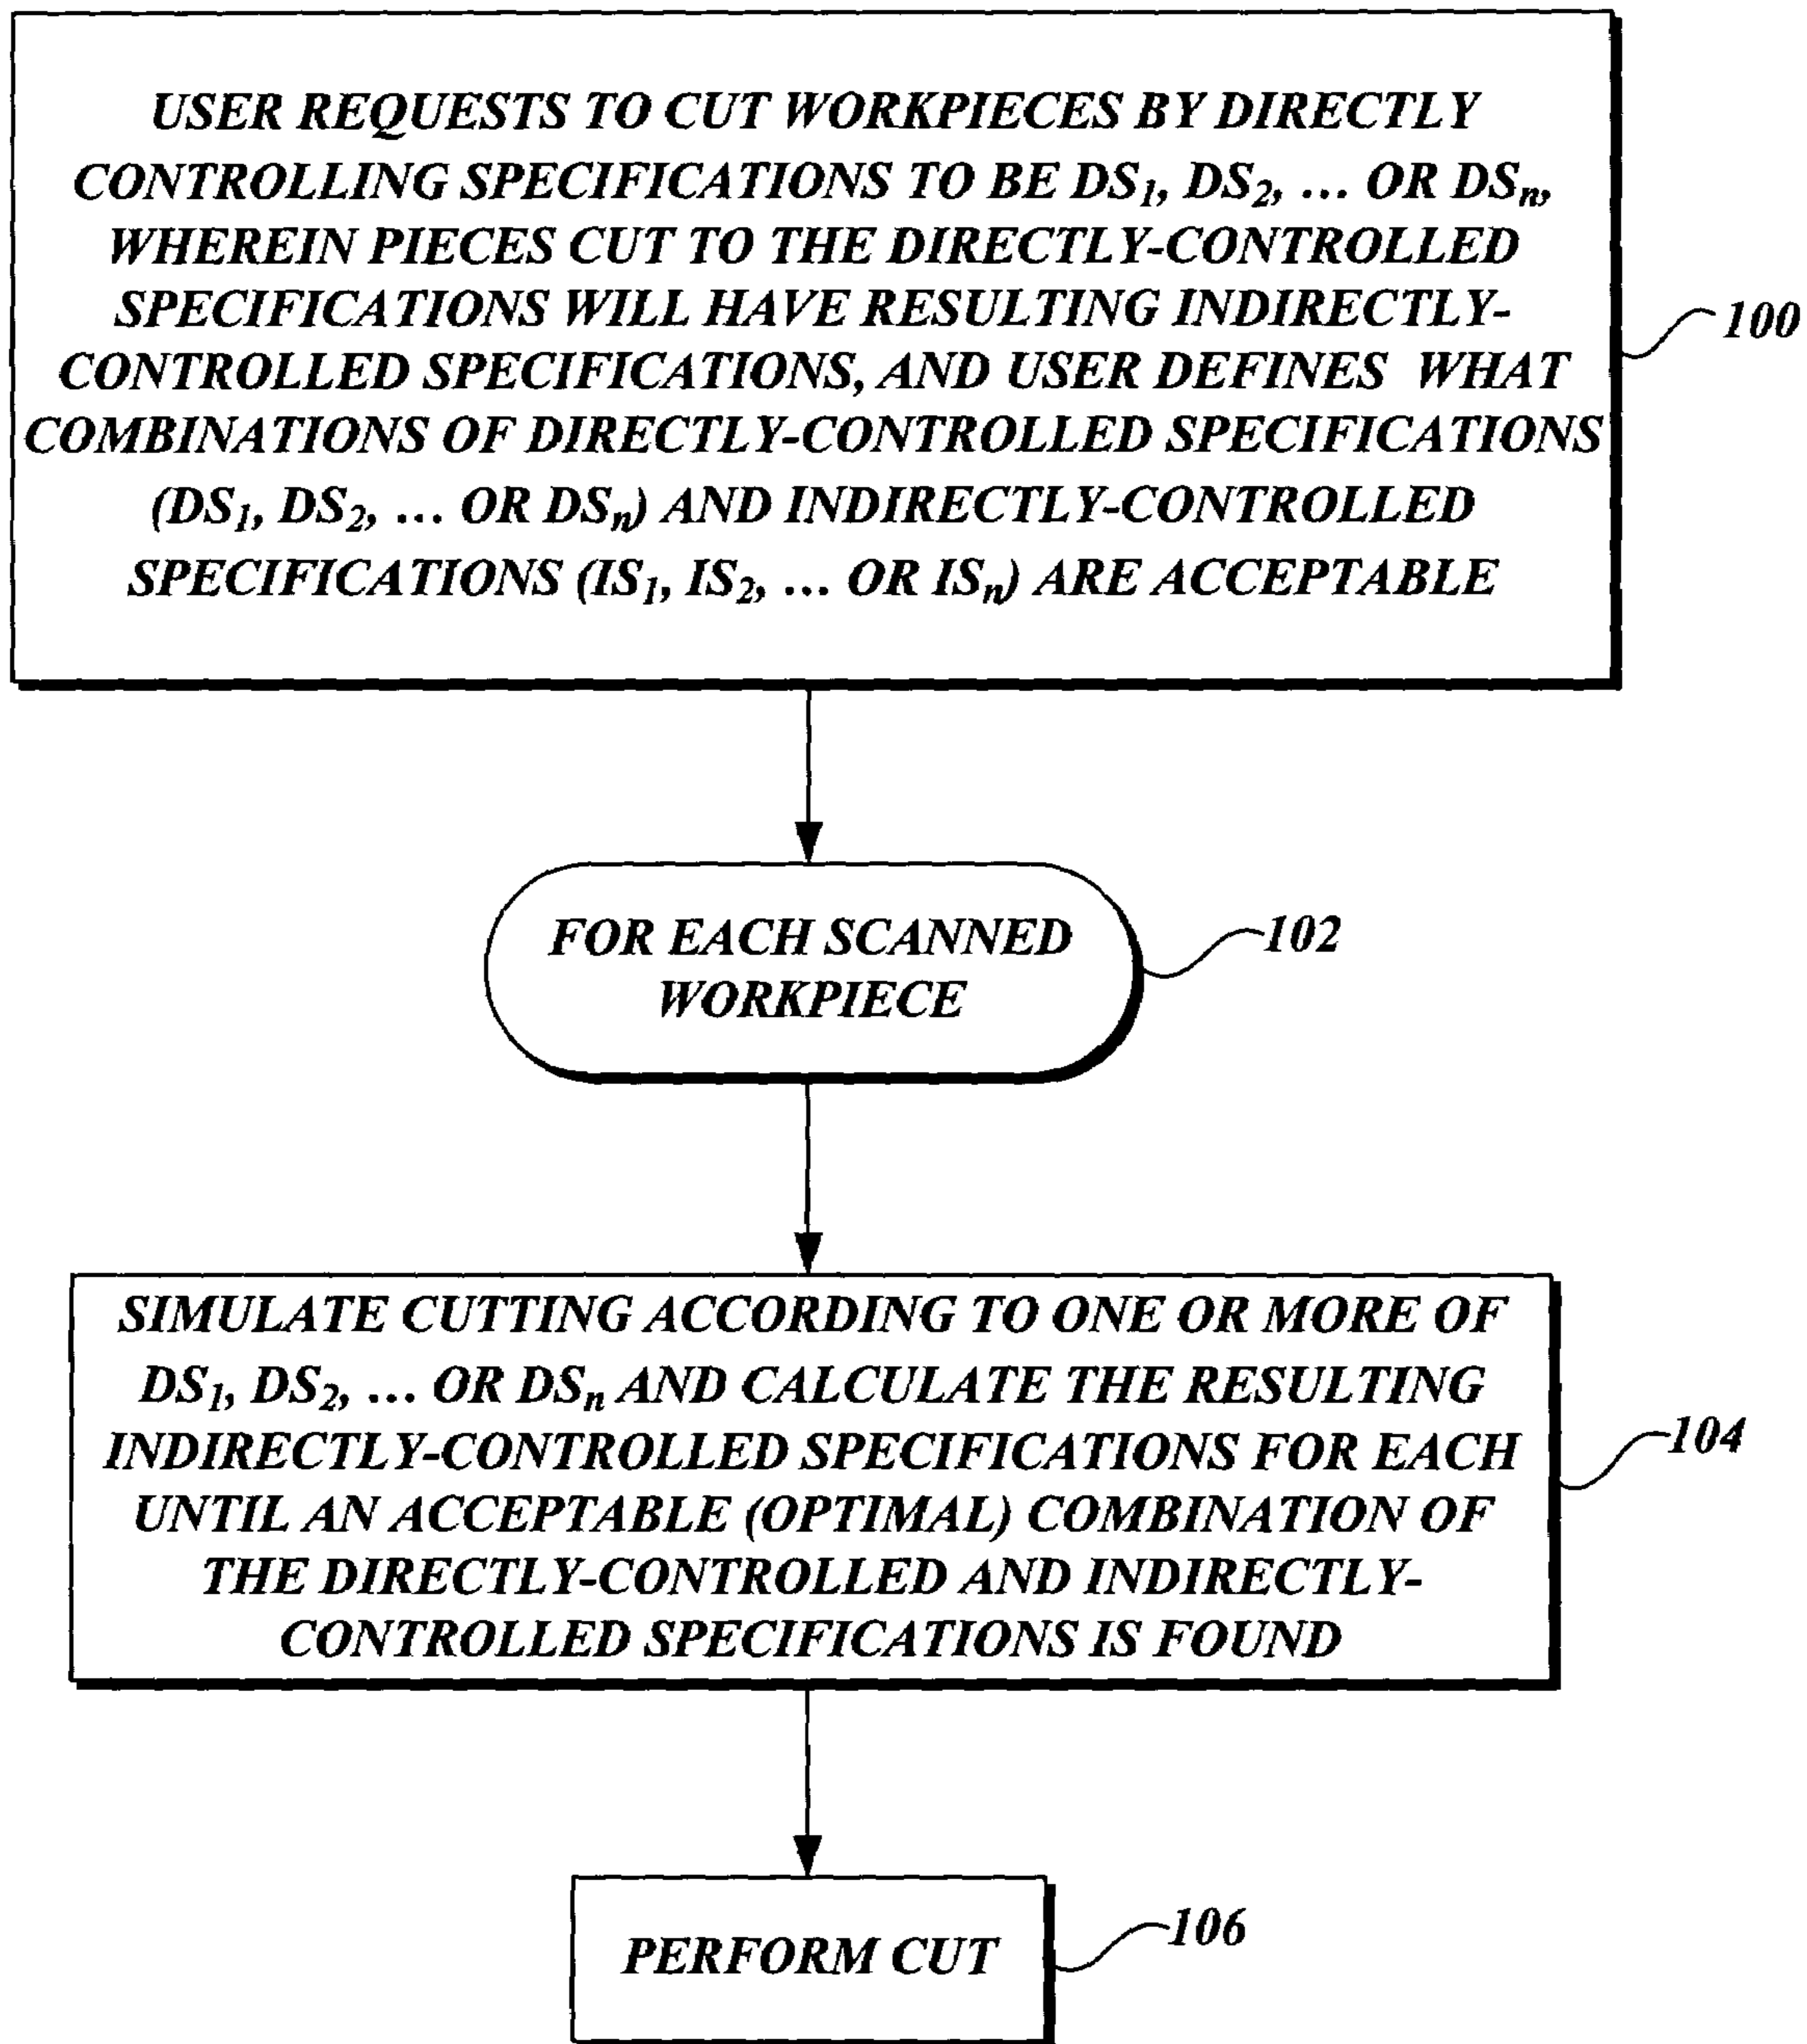 USER REQUESTS TO CUT WORKPIECES BY DIRECTLY
CONTROLLING SPECIFICATIONS TO BE DS1, DS2, ... OR DSn,
WHEREIN PIECES CUT TO THE DIRECTLY-CONTROLLED
SPECIFICATIONS WILL HAVE RESULTING INDIRECTLY-
CONTROLLED SPECIFICATIONS, AND USER DEFINES WHAT
COMBINATIONS OF DIRECTLY-CONTROLLED SPECIFICATIONS
(DS1, DS2, ... OR DSn) AND INDIRECTLY-CONTROLLED
SPECIFICATIONS (IS1, IS2, ... OR ISn) ARE ACCEPTABLE
100
FOR EACH SCANNED
WORKPIECE
102
SIMULATE CUTTING ACCORDING TO ONE OR MORE OF
DS1, DS2, ... OR DSn AND CALCULATE THE RESULTING
INDIRECTLY-CONTROLLED SPECIFICATIONS FOR EACH
UNTIL AN ACCEPTABLE (OPTIMAL) COMBINATION OF
THE DIRECTLY-CONTROLLED AND INDIRECTLY-
CONTROLLED SPECIFICATIONS IS FOUND
104
PERFORM CUT
106